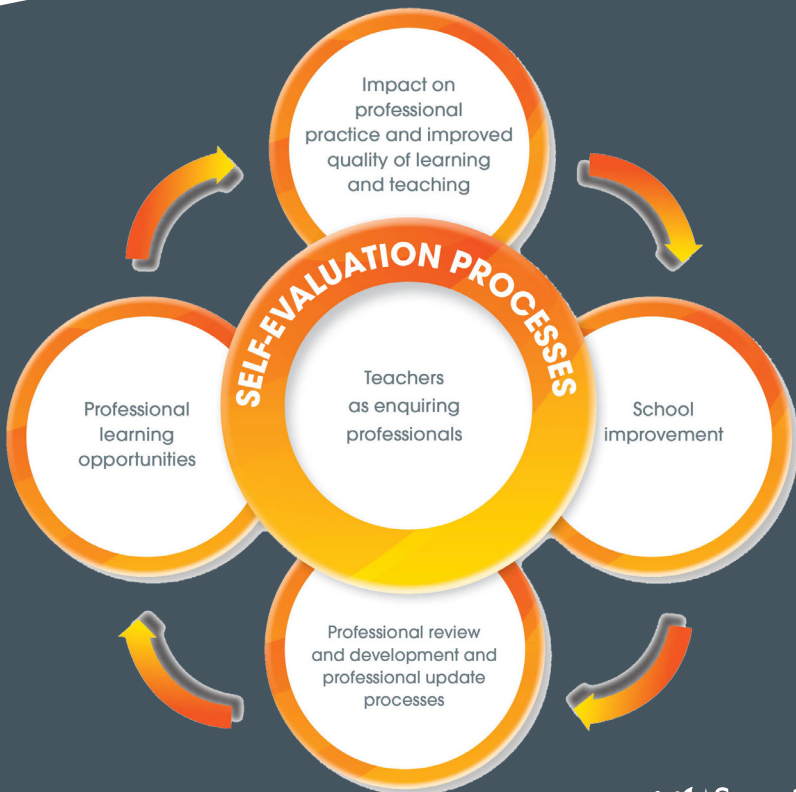 Impact on
professional
practice and improved
quality of learning
and teaching
SELF-EVALUATION PROCESSES
Teachers
as enquiring
professionals
Professional
learning
opportunities
School
improvement
Professional review
and development and
professional update
processes